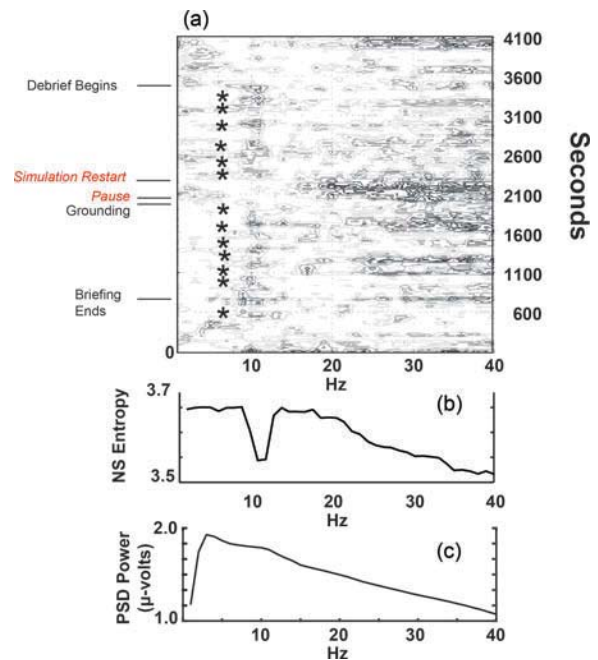 (a)
4100
Debrief Begins
3600
*
*
3100
*
*
2600
*
Simulation Restart
*
Pause
2100
Grounding
*
*
1600
*
*
*
1100
*
Briefing
Ends
600
*
0
10
20
30
40
Hz
Seconds
3.7
(b)
NS Entropy
3.5
10
20
30
40
Hz
2.0
(c)
PSD Power
(µ-volts)
1.0
10
20
30
40
Hz